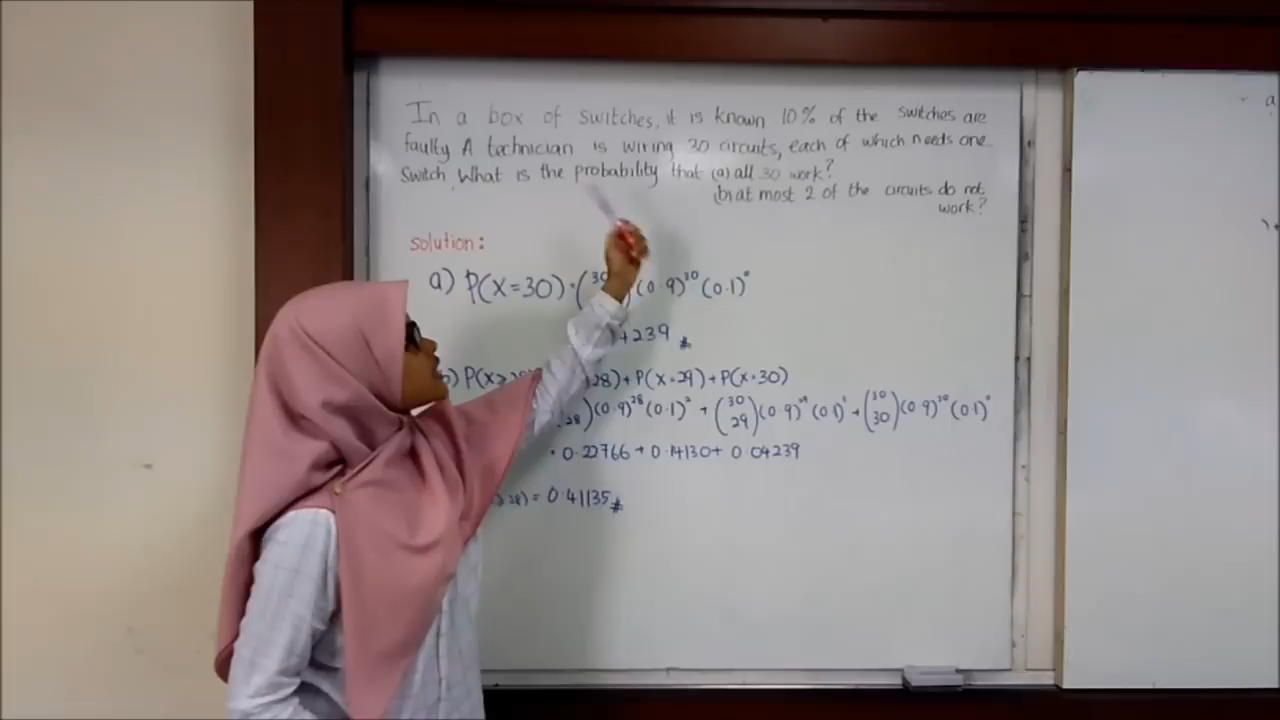 In a box of switches, it is known 10% of the switches are
faulty A technician is wiring 30 circuits, each of which needs one
switch. What is the probability that (a) all 30 work?
(b) at most 2 of the circuits do not
work?
solution:
a) P(X=30) = (30 ) (0.9)³⁰ (0.1)⁰
4239
b) P(X≥28) 28) + P(X=29) + P(X=30)
28) (0.9)²⁸ (0.1)² + (30 29) (0.9)²⁹ (0.1)¹ + (30 30) (0.9)³⁰ (0.1)⁰
= 0.22766 + 0.14130 + 0.04239
≥ 28) = 0.41135